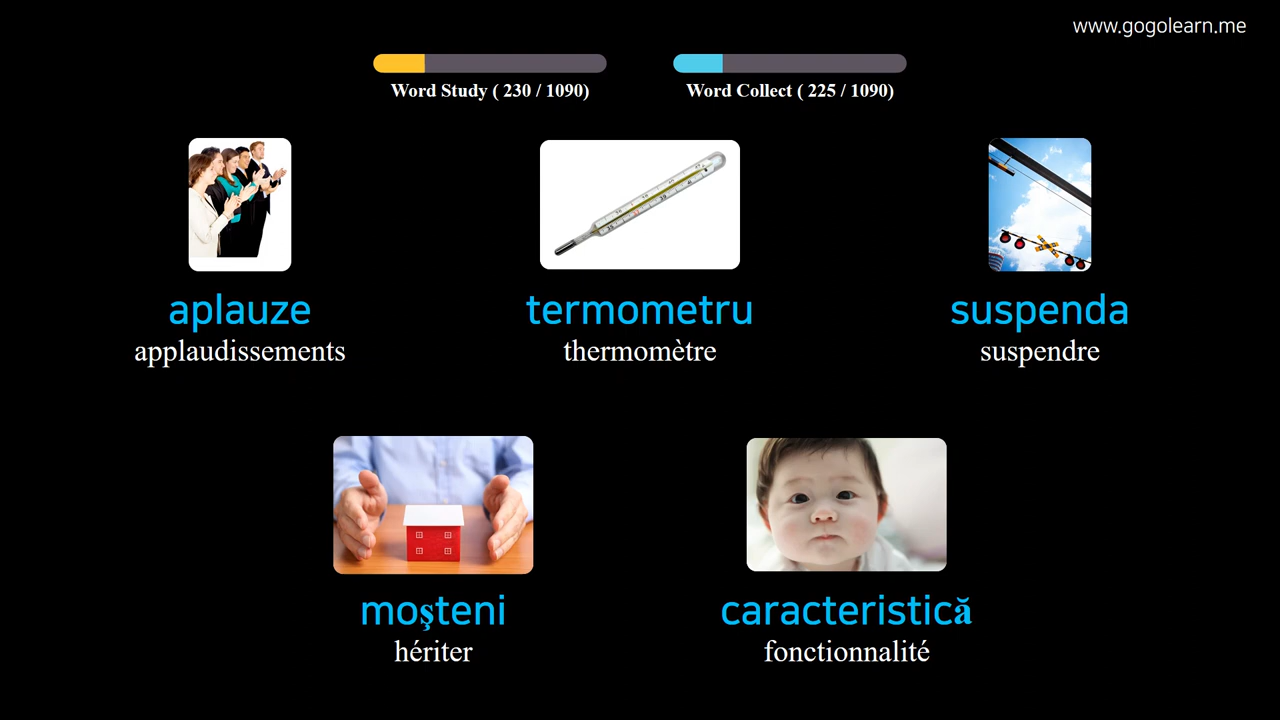 www.gogolearn.me
Word Study ( 230 / 1090)
Word Collect ( 225 / 1090)
aplauze
applaudissements
termometru
thermomètre
suspenda
suspendre
moşteni
hériter
caracteristică
fonctionnalité